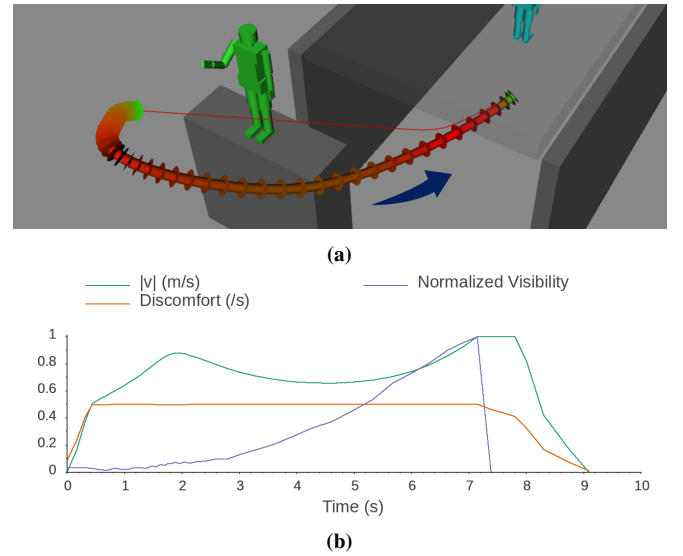 (a)
|v| (m/s)
Normalized Visibility
Discomfort (/s)
1
0.8
0.6
0.4
0.2
0
0 1 2 3 4 5 6 7 8 9 10
Time (s)
(b)